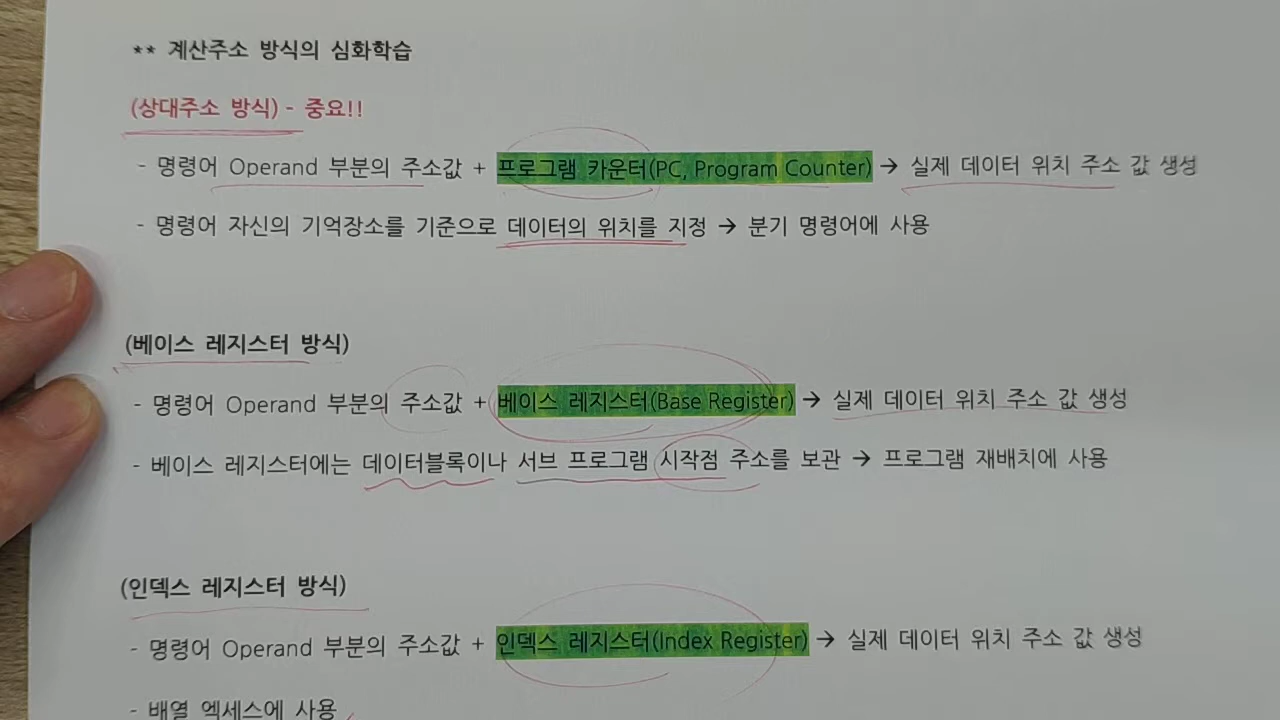 ** 계산주소 방식의 심화학습
(상대주소 방식) - 중요!!
- 명령어 Operand 부분의 주소값 + 프로그램 카운터(PC, Program Counter) → 실제 데이터 위치 주소 값 생성
- 명령어 자신의 기억장소를 기준으로 데이터의 위치를 지정 → 분기 명령어에 사용
(베이스 레지스터 방식)
- 명령어 Operand 부분의 주소값 + 베이스 레지스터(Base Register) → 실제 데이터 위치 주소 값 생성
- 베이스 레지스터에는 데이터블록이나 서브 프로그램 시작점 주소를 보관 → 프로그램 재배치에 사용
(인덱스 레지스터 방식)
- 명령어 Operand 부분의 주소값 + 인덱스 레지스터(Index Register) → 실제 데이터 위치 주소 값 생성
- 배열 엑세스에 사용